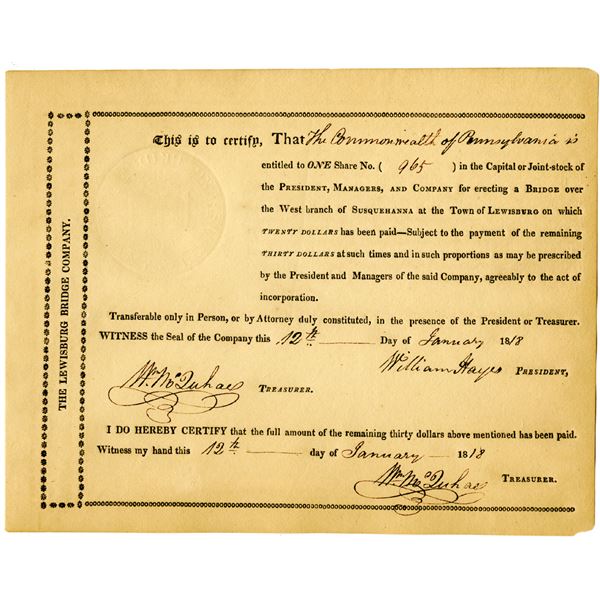 THE LEWISBURG BRIDGE COMPANY.
This is to certify, That The Commonwealth of Pennsylvania is
entitled to ONE Share No. ( 965 ) in the Capital or Joint-stock of
the President, Managers, and Company for erecting a Bridge over
the West branch of Susquehanna at the Town of Lewisburg on which
TWENTY DOLLARS has been paid—Subject to the payment of the remaining
THIRTY DOLLARS at such times and in such proportions as may be prescribed
by the President and Managers of the said Company, agreeably to the act of
incorporation.
Transferable only in Person, or by Attorney duly constituted, in the presence of the President or Treasurer.
WITNESS the Seal of the Company this 12th Day of January 1818
William Hayes President,
Wm. Treasurer.
I DO HEREBY CERTIFY that the full amount of the remaining thirty dollars above mentioned has been paid.
Witness my hand this 12th day of January 1818
Wm. Treasurer.